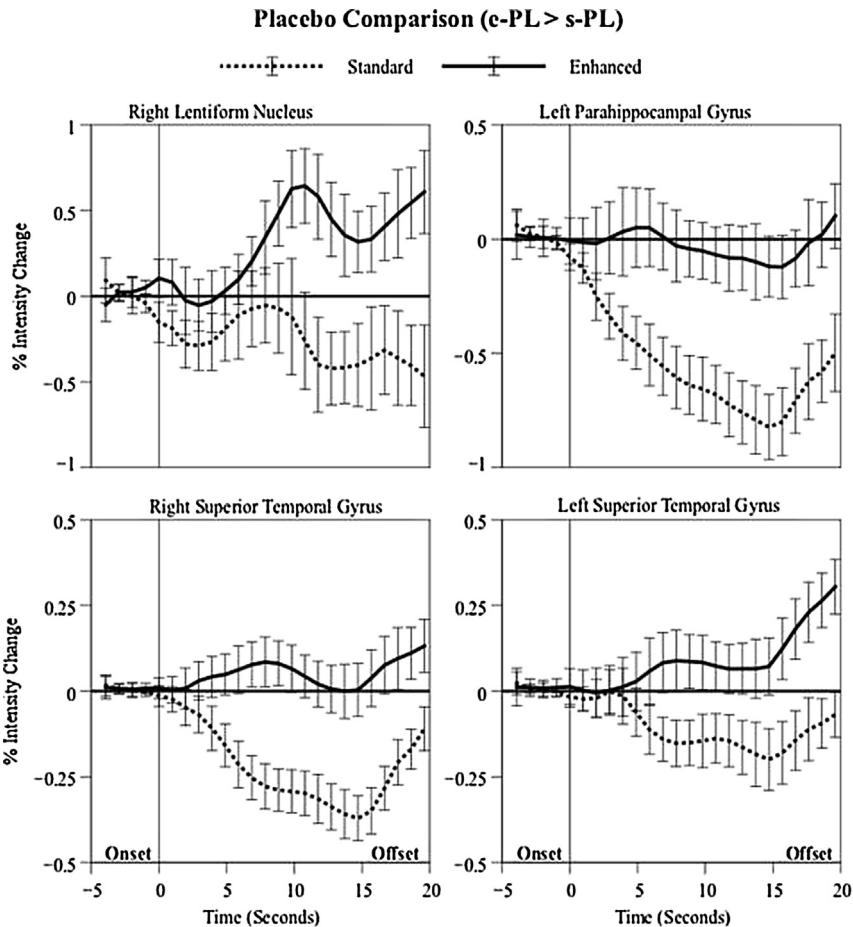 Placebo Comparison (e-PL > s-PL)
Standard Enhanced
Right Lentiform Nucleus
1
0.5
0
−0.5
−1
% Intensity Change
Left Parahippocampal Gyrus
0.5
0
−0.5
−1
Right Superior Temporal Gyrus
0.5
0.25
0
−0.25
−0.5
% Intensity Change
Onset Offset
−5 0 5 10 15 20
Time (Seconds)
Left Superior Temporal Gyrus
0.5
0.25
0
−0.25
−0.5
Onset Offset
−5 0 5 10 15 20
Time (Seconds)